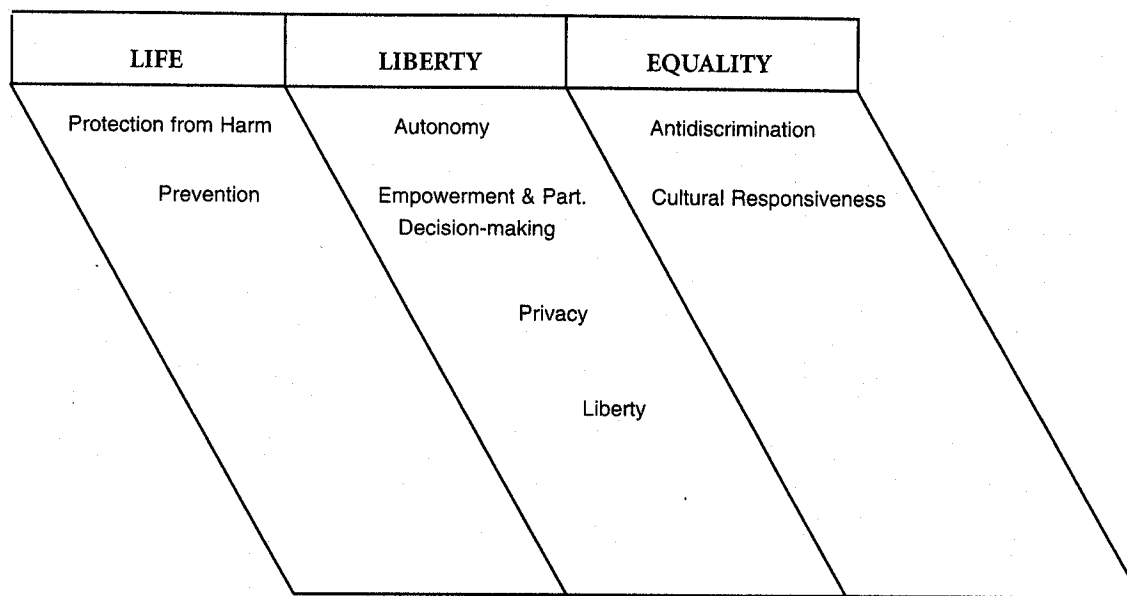 LIFE
LIBERTY
EQUALITY
Protection from Harm
Autonomy
Antidiscrimination
Prevention
Empowerment & Part.
Decision-making
Cultural Responsiveness
Privacy
Liberty